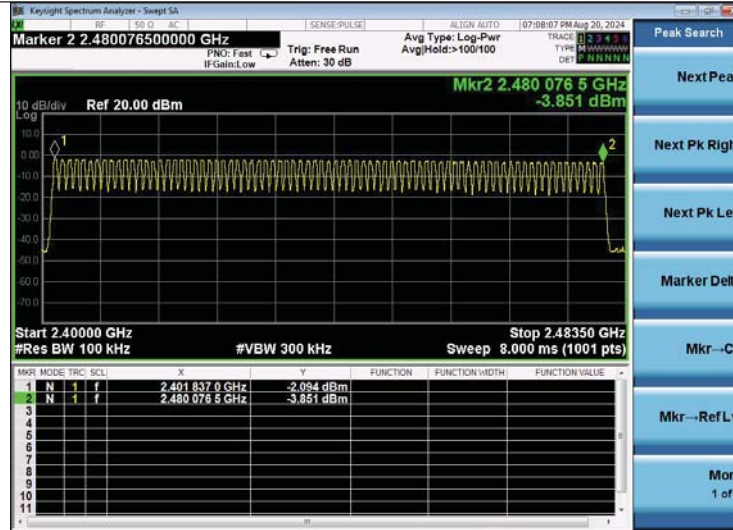 Keysight Spectrum Analyzer - Swept SA
RF 50 Ω AC SENSE:PULSE ALIGN AUTO 07:08:07 PM Aug 20, 2024
Marker 2 2.480076500000 GHz
PNO: Fast
IFGain:Low
Trig: Free Run
Atten: 30 dB
Avg Type: Log-Pwr
Avg|Hold:>100/100
TRACE 1 2 3 4 5 6
TYPE M WWWWW
DET P N N N N N
Mkr2 2.480 076 5 GHz
-3.851 dBm
10 dB/div Ref 20.00 dBm
Log
10.0
0.00
-10.0
-20.0
-30.0
-40.0
-50.0
-60.0
-70.0
1
2
Start 2.40000 GHz Stop 2.48350 GHz
#Res BW 100 kHz #VBW 300 kHz Sweep 8.000 ms (1001 pts)
MKR MODE TRC SCL X Y FUNCTION FUNCTION WIDTH FUNCTION VALUE
1 N 1 f 2.401 837 0 GHz -2.094 dBm
2 N 1 f 2.480 076 5 GHz -3.851 dBm
3
4
5
6
7
8
9
10
11
Peak Search
Next Pea
Next Pk Righ
Next Pk Le
Marker Delt
Mkr→C
Mkr→Ref Lv
Mor
1 of